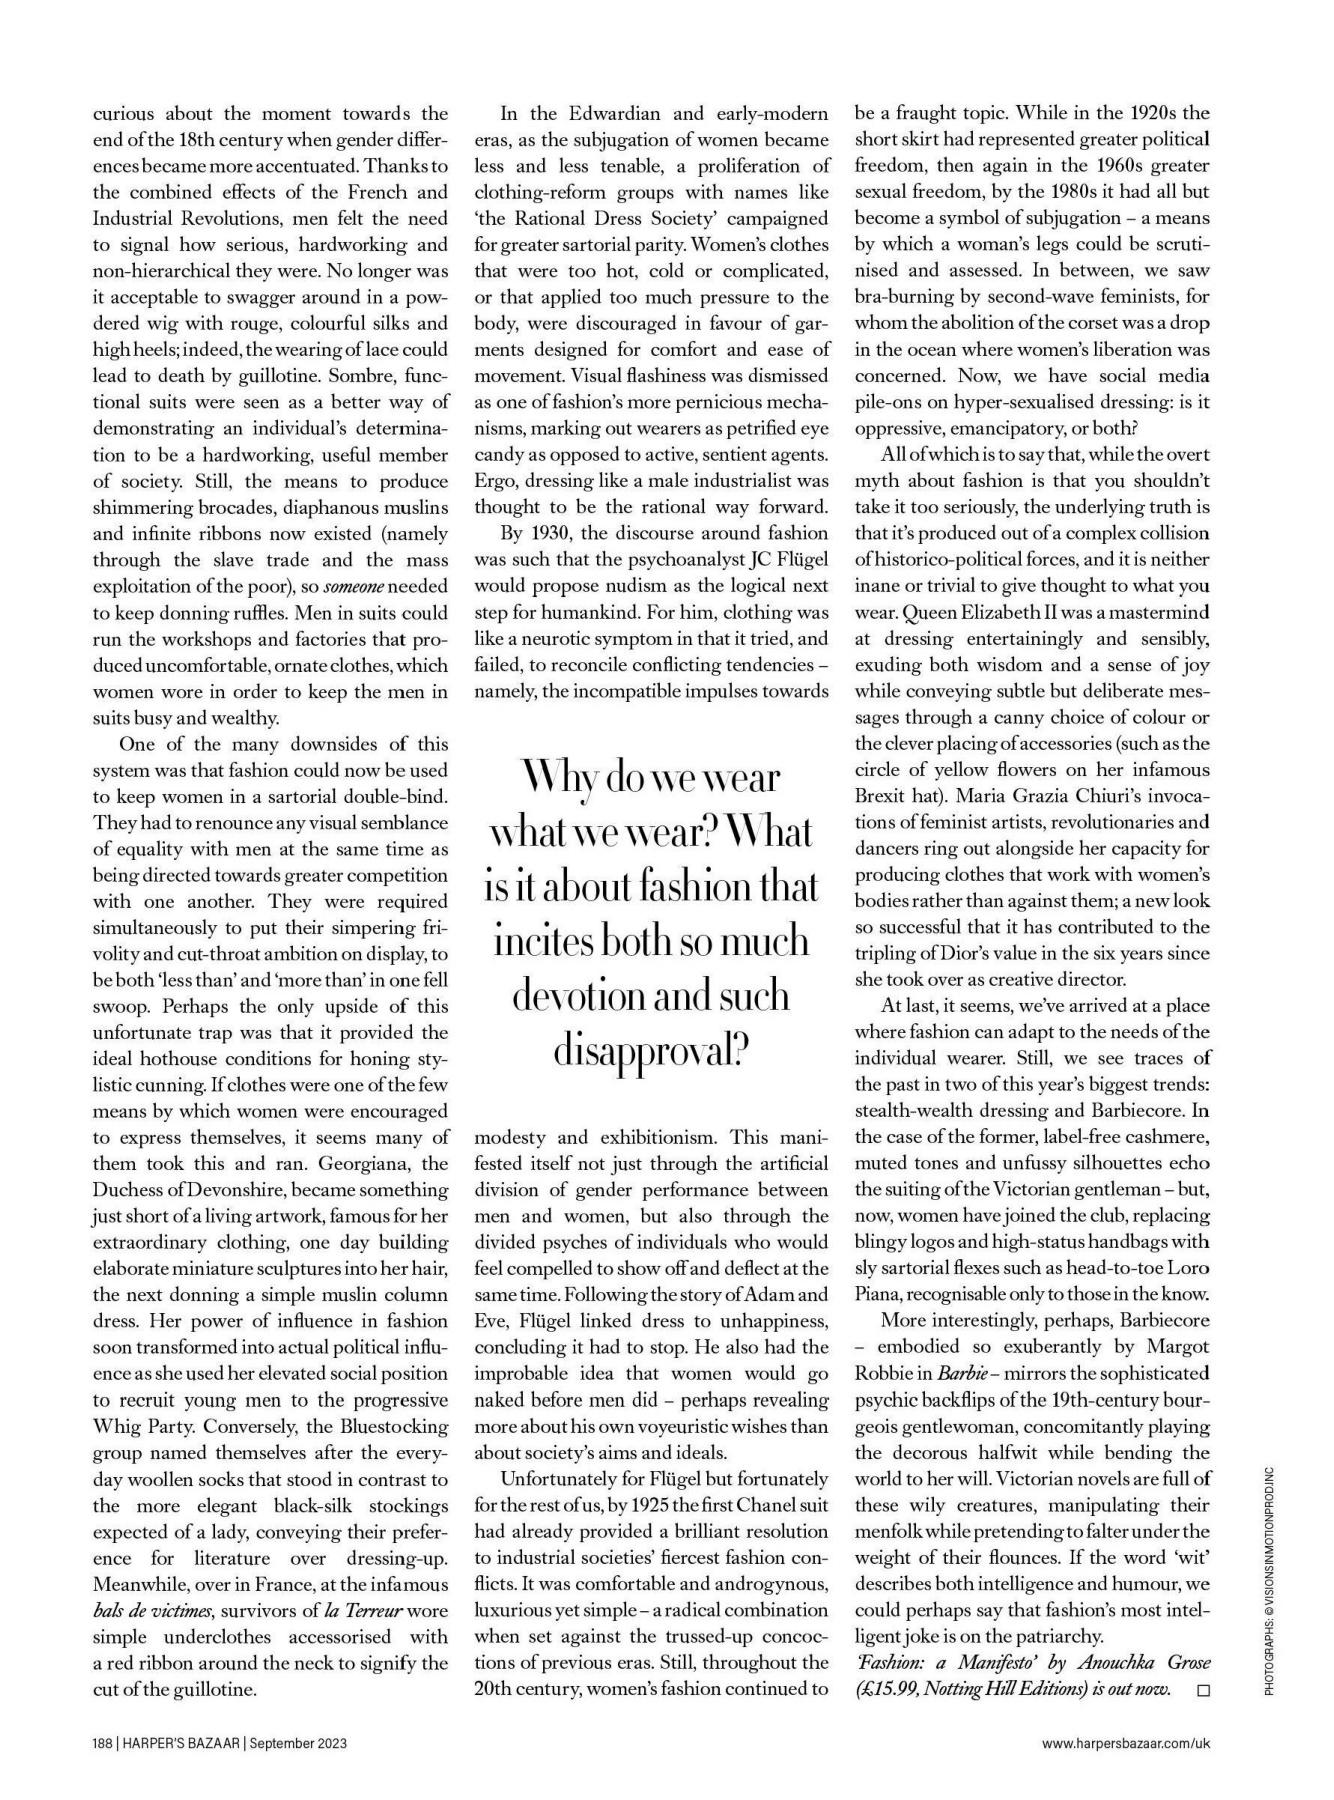 curious about the moment towards the
end of the 18th century when gender differ-
ences became more accentuated. Thanks to
the combined effects of the French and
Industrial Revolutions, men felt the need
to signal how serious, hardworking and
non-hierarchical they were. No longer was
it acceptable to swagger around in a pow-
dered wig with rouge, colourful silks and
high heels; indeed, the wearing of lace could
lead to death by guillotine. Sombre, func-
tional suits were seen as a better way of
demonstrating an individual's determina-
tion to be a hardworking, useful member
of society. Still, the means to produce
shimmering brocades, diaphanous muslins
and infinite ribbons now existed (namely
through the slave trade and the mass
exploitation of the poor), so someone needed
to keep donning ruffles. Men in suits could
run the workshops and factories that pro-
duced uncomfortable, ornate clothes, which
women wore in order to keep the men in
suits busy and wealthy.
One of the many downsides of this
system was that fashion could now be used
to keep women in a sartorial double-bind.
They had to renounce any visual semblance
of equality with men at the same time as
being directed towards greater competition
with one another. They were required
simultaneously to put their simpering fri-
volity and cut-throat ambition on display, to
be both 'less than' and 'more than' in one fell
swoop. Perhaps the only upside of this
unfortunate trap was that it provided the
ideal hothouse conditions for honing sty-
listic cunning. If clothes were one of the few
means by which women were encouraged
to express themselves, it seems many of
them took this and ran. Georgiana, the
Duchess of Devonshire, became something
just short of a living artwork, famous for her
extraordinary clothing, one day building
elaborate miniature sculptures into her hair,
the next donning a simple muslin column
dress. Her power of influence in fashion
soon transformed into actual political influ-
ence as she used her elevated social position
to recruit young men to the progressive
Whig Party. Conversely, the Bluestocking
group named themselves after the every-
day woollen socks that stood in contrast to
the more elegant black-silk stockings
expected of a lady, conveying their prefer-
ence for literature over dressing-up.
Meanwhile, over in France, at the infamous
bals de victimes, survivors of la Terreur wore
simple underclothes accessorised with
a red ribbon around the neck to signify the
cut of the guillotine.
In the Edwardian and early-modern
eras, as the subjugation of women became
less and less tenable, a proliferation of
clothing-reform groups with names like
'the Rational Dress Society' campaigned
for greater sartorial parity. Women's clothes
that were too hot, cold or complicated,
or that applied too much pressure to the
body, were discouraged in favour of gar-
ments designed for comfort and ease of
movement. Visual flashiness was dismissed
as one of fashion's more pernicious mecha-
nisms, marking out wearers as petrified eye
candy as opposed to active, sentient agents.
Ergo, dressing like a male industrialist was
thought to be the rational way forward.
By 1930, the discourse around fashion
was such that the psychoanalyst JC Flügel
would propose nudism as the logical next
step for humankind. For him, clothing was
like a neurotic symptom in that it tried, and
failed, to reconcile conflicting tendencies –
namely, the incompatible impulses towards
Why do we wear
what we wear? What
is it about fashion that
incites both so much
devotion and such
disapproval?
modesty and exhibitionism. This mani-
fested itself not just through the artificial
division of gender performance between
men and women, but also through the
divided psyches of individuals who would
feel compelled to show off and deflect at the
same time. Following the story of Adam and
Eve, Flügel linked dress to unhappiness,
concluding it had to stop. He also had the
improbable idea that women would go
naked before men did – perhaps revealing
more about his own voyeuristic wishes than
about society's aims and ideals.
Unfortunately for Flügel but fortunately
for the rest of us, by 1925 the first Chanel suit
had already provided a brilliant resolution
to industrial societies' fiercest fashion con-
flicts. It was comfortable and androgynous,
luxurious yet simple – a radical combination
when set against the trussed-up concoc-
tions of previous eras. Still, throughout the
20th century, women's fashion continued to
be a fraught topic. While in the 1920s the
short skirt had represented greater political
freedom, then again in the 1960s greater
sexual freedom, by the 1980s it had all but
become a symbol of subjugation – a means
by which a woman's legs could be scruti-
nised and assessed. In between, we saw
bra-burning by second-wave feminists, for
whom the abolition of the corset was a drop
in the ocean where women's liberation was
concerned. Now, we have social media
pile-ons on hyper-sexualised dressing: is it
oppressive, emancipatory, or both?
All of which is to say that, while the overt
myth about fashion is that you shouldn't
take it too seriously, the underlying truth is
that it's produced out of a complex collision
of historico-political forces, and it is neither
inane or trivial to give thought to what you
wear. Queen Elizabeth II was a mastermind
at dressing entertainingly and sensibly,
exuding both wisdom and a sense of joy
while conveying subtle but deliberate mes-
sages through a canny choice of colour or
the clever placing of accessories (such as the
circle of yellow flowers on her infamous
Brexit hat). Maria Grazia Chiuri's invoca-
tions of feminist artists, revolutionaries and
dancers ring out alongside her capacity for
producing clothes that work with women's
bodies rather than against them; a new look
so successful that it has contributed to the
tripling of Dior's value in the six years since
she took over as creative director.
At last, it seems, we've arrived at a place
where fashion can adapt to the needs of the
individual wearer. Still, we see traces of
the past in two of this year's biggest trends:
stealth-wealth dressing and Barbiecore. In
the case of the former, label-free cashmere,
muted tones and unfussy silhouettes echo
the suiting of the Victorian gentleman – but,
now, women have joined the club, replacing
blingy logos and high-status handbags with
sly sartorial flexes such as head-to-toe Loro
Piana, recognisable only to those in the know.
More interestingly, perhaps, Barbiecore
– embodied so exuberantly by Margot
Robbie in Barbie – mirrors the sophisticated
psychic backflips of the 19th-century bour-
geois gentlewoman, concomitantly playing
the decorous halfwit while bending the
world to her will. Victorian novels are full of
these wily creatures, manipulating their
menfolk while pretending to falter under the
weight of their flounces. If the word 'wit'
describes both intelligence and humour, we
could perhaps say that fashion's most intel-
ligent joke is on the patriarchy.
'Fashion: a Manifesto' by Anouchka Grose
(£15.99, Notting Hill Editions) is out now. □
PHOTOGRAPHS: © VISIONSINMOTIONPROD.INC
188 | HARPER'S BAZAAR | September 2023
www.harpersbazaar.com/uk